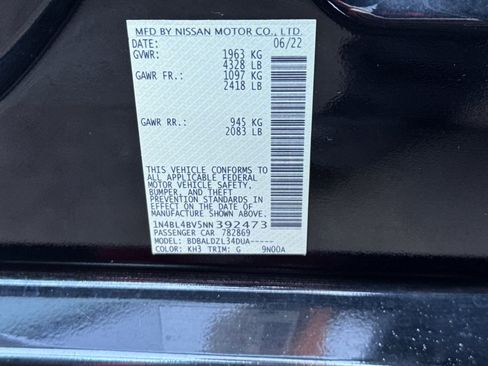 MFD BY NISSAN MOTOR CO., LTD.
DATE: 06/22
GVWR: 1963 KG
4328 LB
GAWR FR.: 1097 KG
2418 LB
GAWR RR.: 945 KG
2083 LB
THIS VEHICLE CONFORMS TO
ALL APPLICABLE FEDERAL
MOTOR VEHICLE SAFETY,
BUMPER, AND THEFT
PREVENTION STANDARDS
IN EFFECT ON THE DATE OF
MANUFACTURE SHOWN ABOVE.
1N4BL4BV5NN392473
PASSENGER CAR 782869
MODEL: BDBALDZL34DUA-----
COLOR: KH3 TRIM: G 9N00A